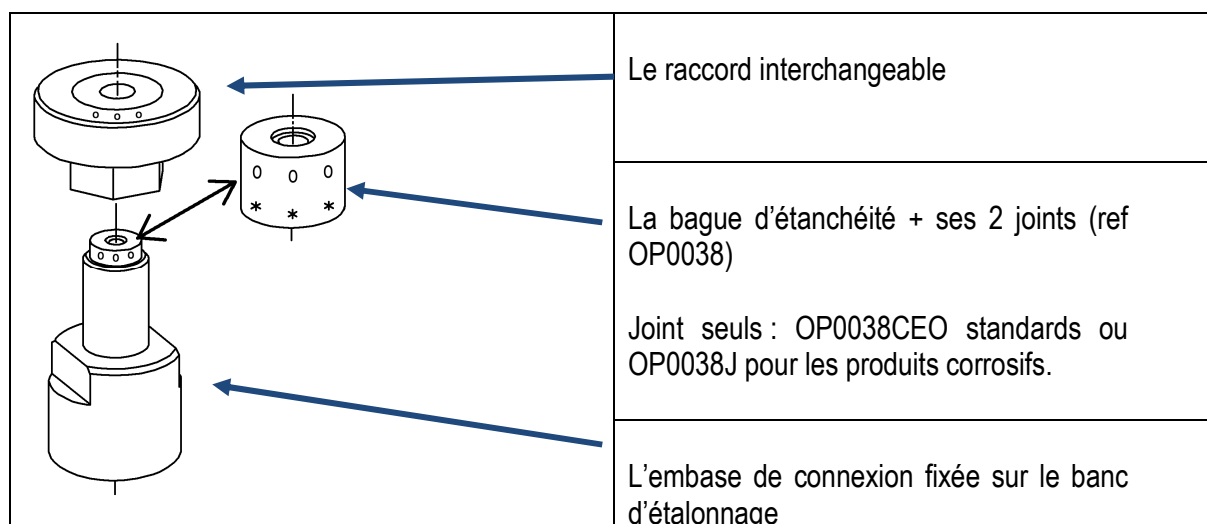 Le raccord interchangeable
La bague d'étanchéité + ses 2 joints (ref
OP0038)
Joint seuls : OP0038CEO standards ou
OP0038J pour les produits corrosifs.
L'embase de connexion fixée sur le banc
d'étalonnage